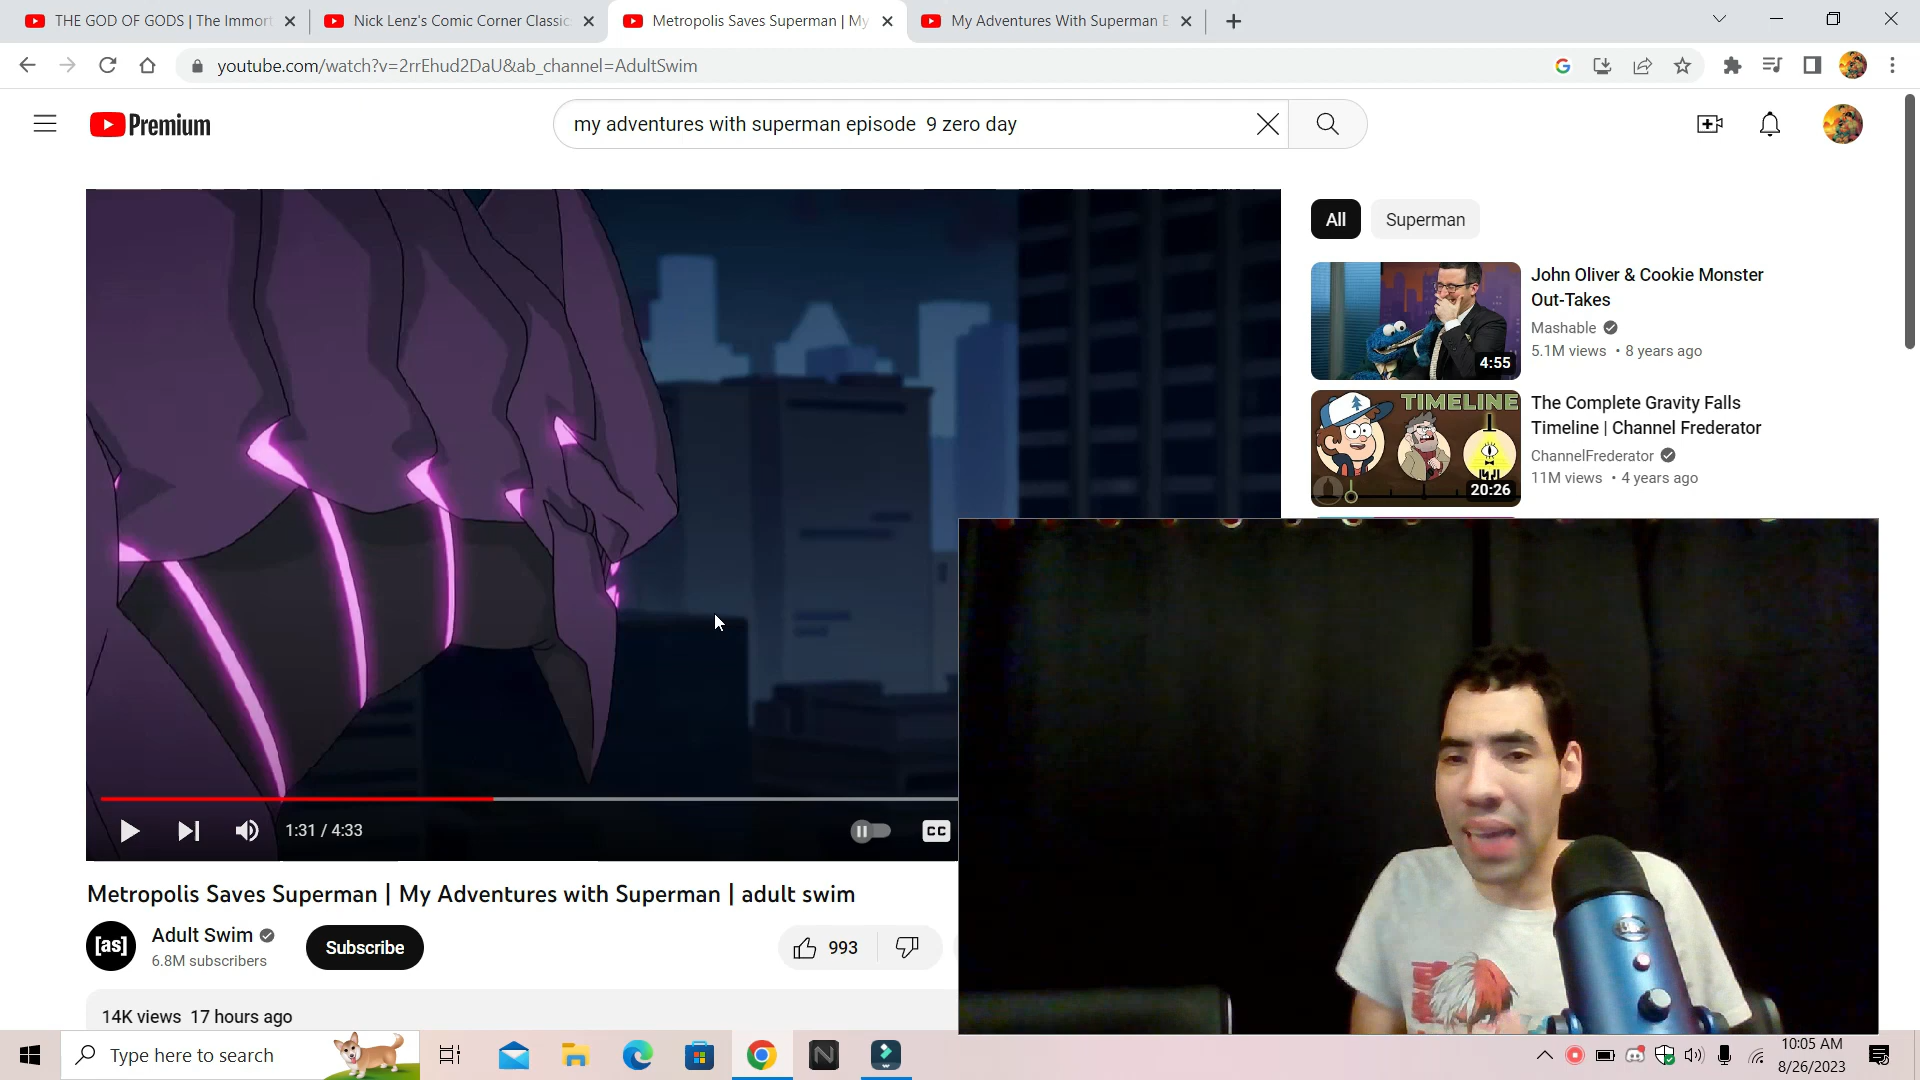 THE GOD OF GODS | The Immort
Nick Lenz's Comic Corner Classic
Metropolis Saves Superman | My
My Adventures With Superman E
youtube.com/watch?v=2rrEhud2DaU&ab_channel=AdultSwim
Premium
my adventures with superman episode 9 zero day
All
Superman
4:55
John Oliver & Cookie Monster
Out-Takes
Mashable
5.1M views • 8 years ago
TIMELINE
20:26
The Complete Gravity Falls
Timeline | Channel Frederator
ChannelFrederator
11M views • 4 years ago
1:31 / 4:33
CC
Metropolis Saves Superman | My Adventures with Superman | adult swim
[as]
Adult Swim
6.8M subscribers
Subscribe
993
14K views 17 hours ago
Type here to search
10:05 AM
8/26/2023